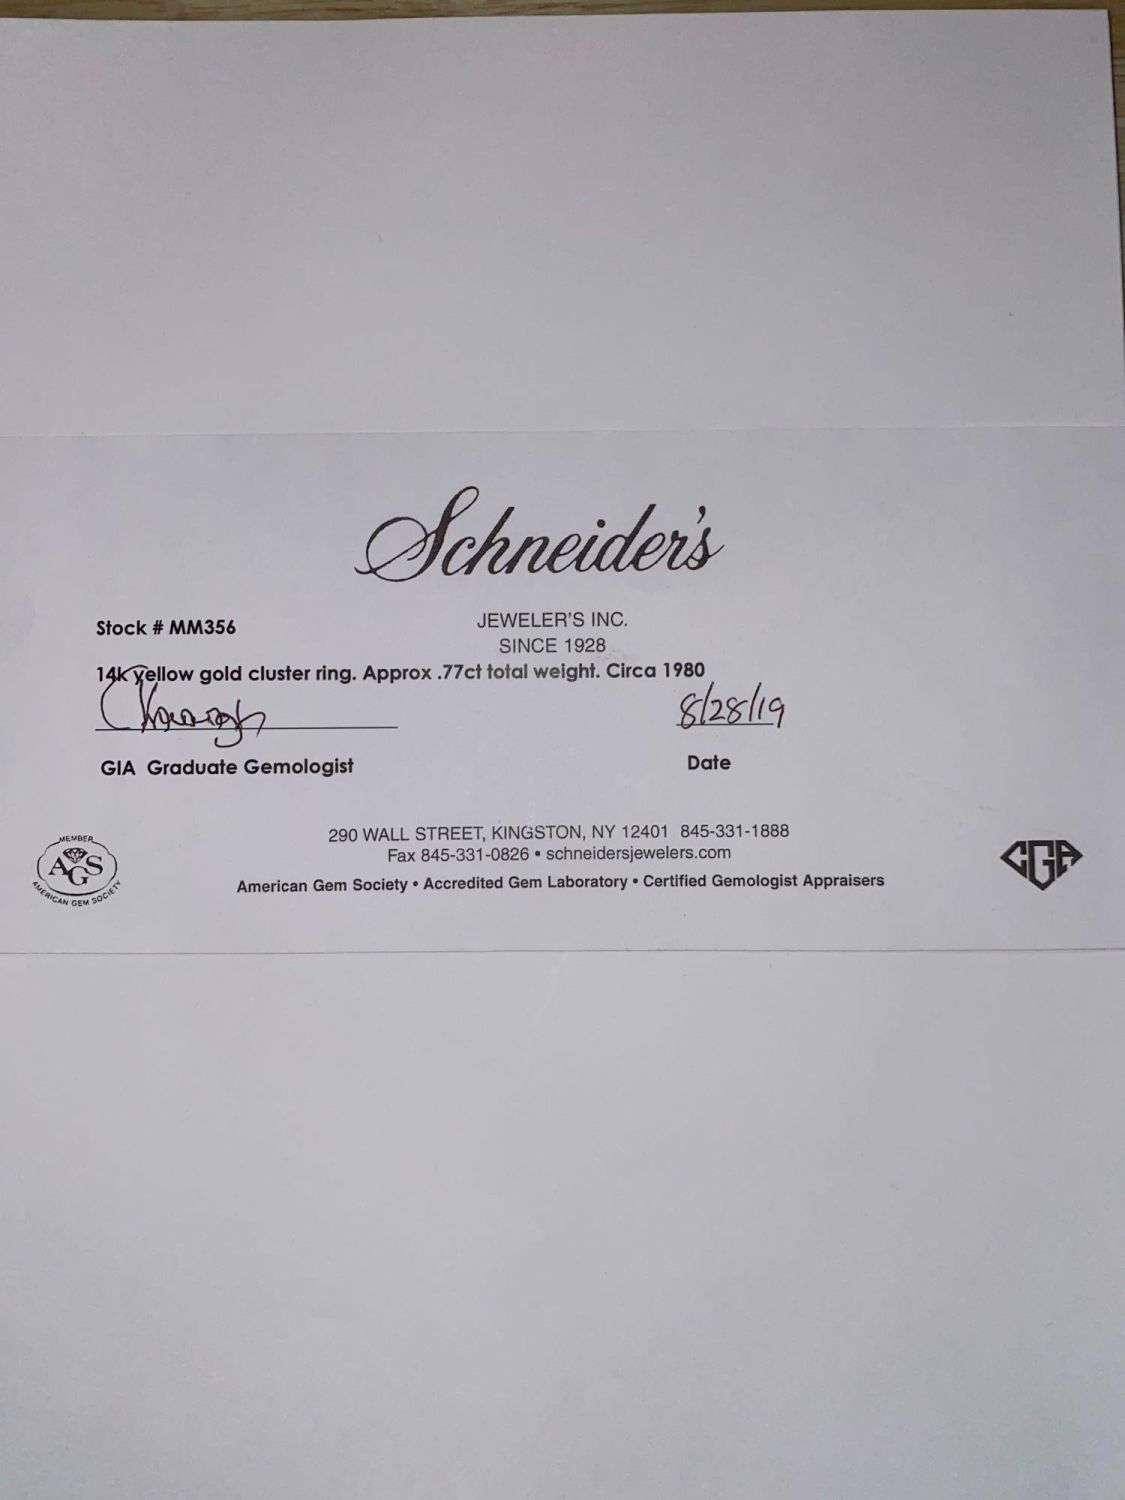 Schneider's
JEWELER'S INC.
SINCE 1928
Stock # MM356
14k yellow gold cluster ring. Approx .77ct total weight. Circa 1980
8/28/19
GIA Graduate Gemologist
Date
290 WALL STREET, KINGSTON, NY 12401 845-331-1888
Fax 845-331-0826 • schneidersjewelers.com
American Gem Society • Accredited Gem Laboratory • Certified Gemologist Appraisers
MEMBER
AGS
AMERICAN GEM SOCIETY
CGA